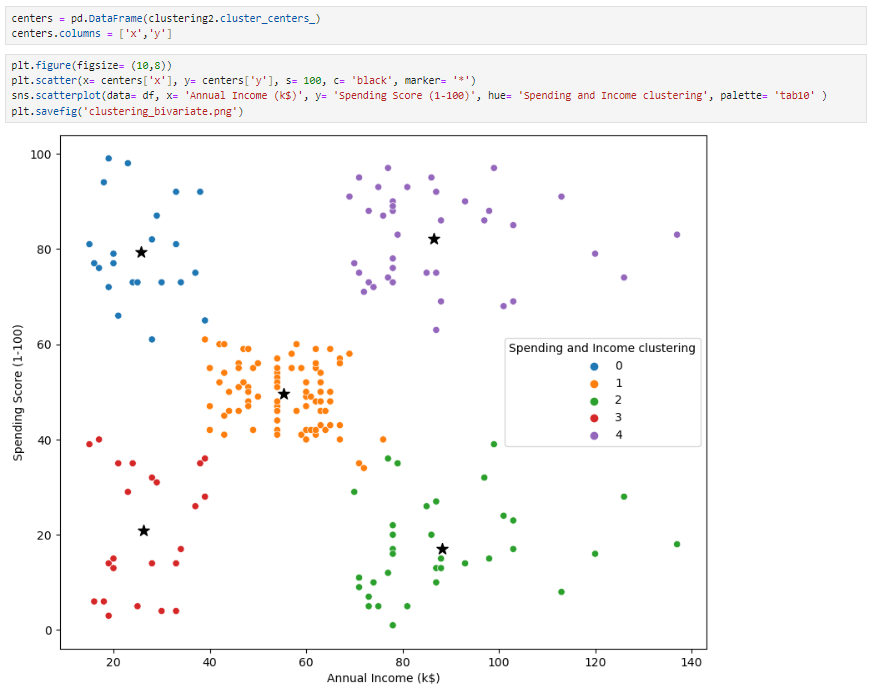 centers = pd.DataFrame(clustering2.cluster_centers_)
centers.columns = ['x','y']
plt.figure(figsize= (10,8))
plt.scatter(x= centers['x'], y= centers['y'], s= 100, c= 'black', marker= '*')
sns.scatterplot(data= df, x= 'Annual Income (k$)', y= 'Spending Score (1-100)', hue= 'Spending and Income clustering', palette= 'tab10' )
plt.savefig('clustering_bivariate.png')
100
80
60
40
20
0
Spending Score (1-100)
Spending and Income clustering
0
1
2
3
4
20 40 60 80 100 120 140
Annual Income (k$)